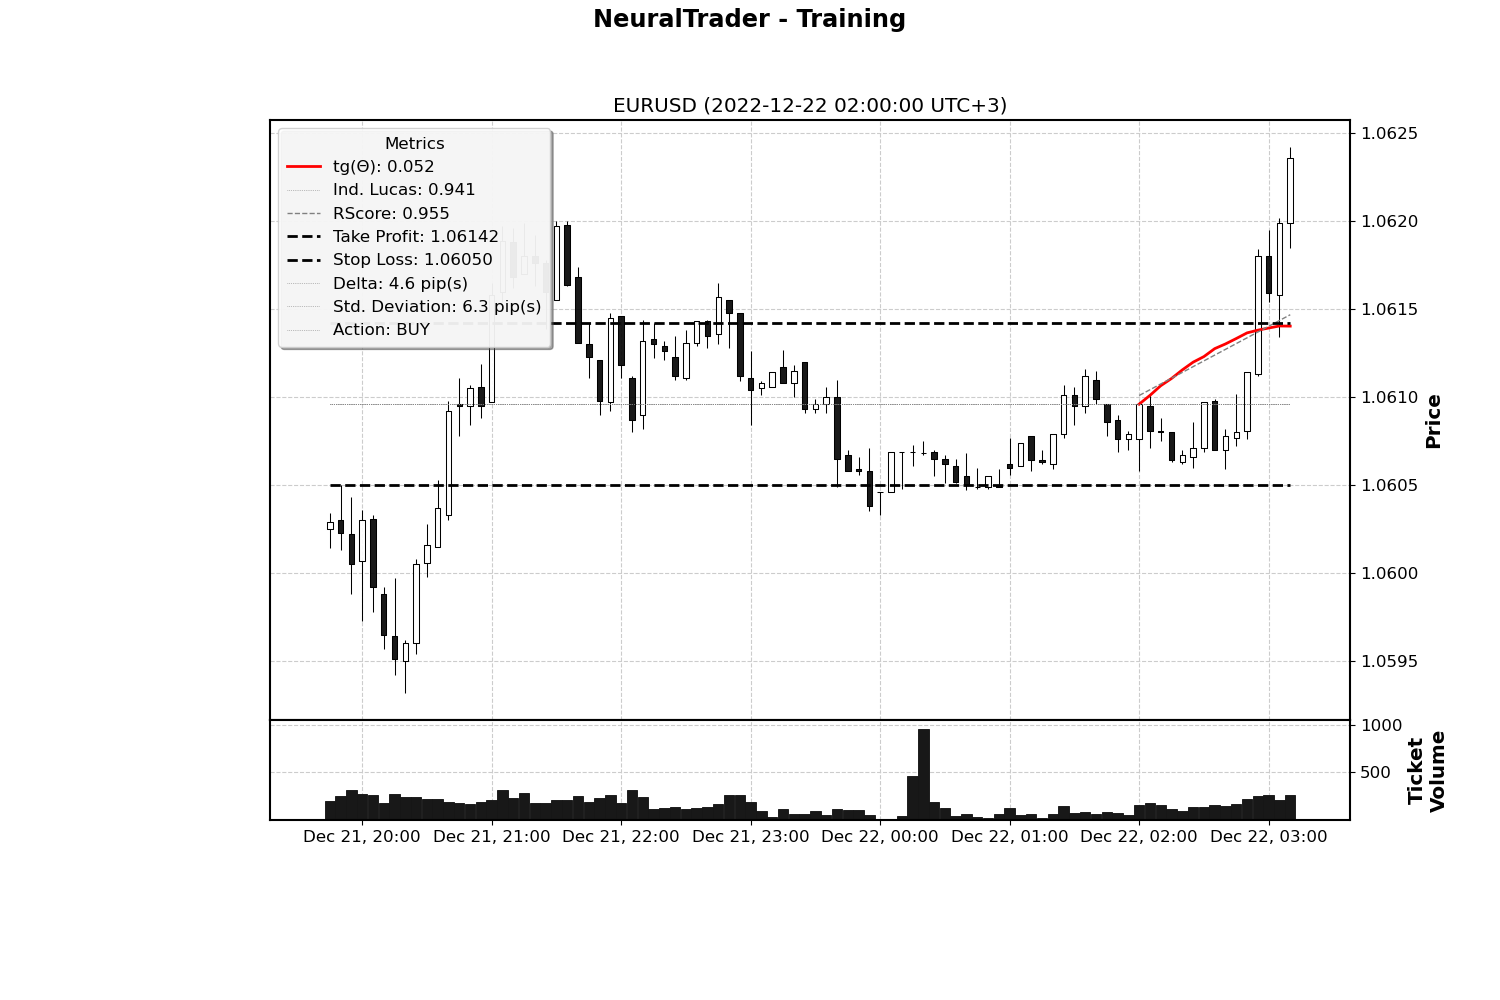 NeuralTrader - Training
EURUSD (2022-12-22 02:00:00 UTC+3)
Metrics
tg(Θ): 0.052
Ind. Lucas: 0.941
RScore: 0.955
Take Profit: 1.06142
Stop Loss: 1.06050
Delta: 4.6 pip(s)
Std. Deviation: 6.3 pip(s)
Action: BUY
1.0625
1.0620
1.0615
1.0610
1.0605
1.0600
1.0595
Price
1000
500
Ticket
Volume
Dec 21, 20:00
Dec 21, 21:00
Dec 21, 22:00
Dec 21, 23:00
Dec 22, 00:00
Dec 22, 01:00
Dec 22, 02:00
Dec 22, 03:00